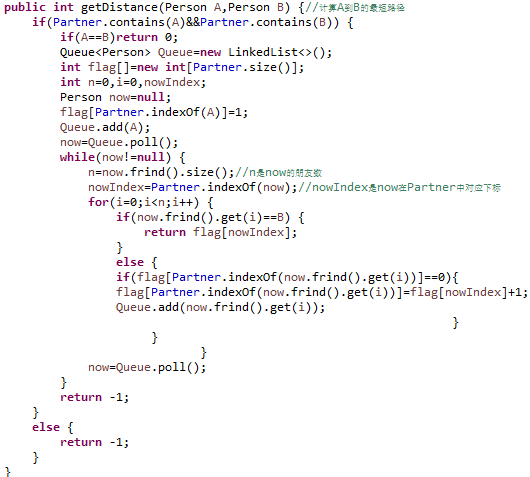 public int getDistance(Person A,Person B) {//计算A到B的最短路径
    if(Partner.contains(A)&&Partner.contains(B)) {
        if(A==B)return 0;
        Queue<Person> Queue=new LinkedList<>();
        int flag[]=new int[Partner.size()];
        int n=0,i=0,nowIndex;
        Person now=null;
        flag[Partner.indexOf(A)]=1;
        Queue.add(A);
        now=Queue.poll();
        while(now!=null) {
            n=now.frind().size();//n是now的朋友数
            nowIndex=Partner.indexOf(now);//nowIndex是now在Partner中对应下标
            for(i=0;i<n;i++) {
                if(now.frind().get(i)==B) {
                    return flag[nowIndex];
                }
                else {
                if(flag[Partner.indexOf(now.frind().get(i))]==0){
                flag[Partner.indexOf(now.frind().get(i))]=flag[nowIndex]+1;
                Queue.add(now.frind().get(i));
                                                                }
                     }
                            }
            now=Queue.poll();
        }
        return -1;
    }
    else {
        return -1;
    }
}